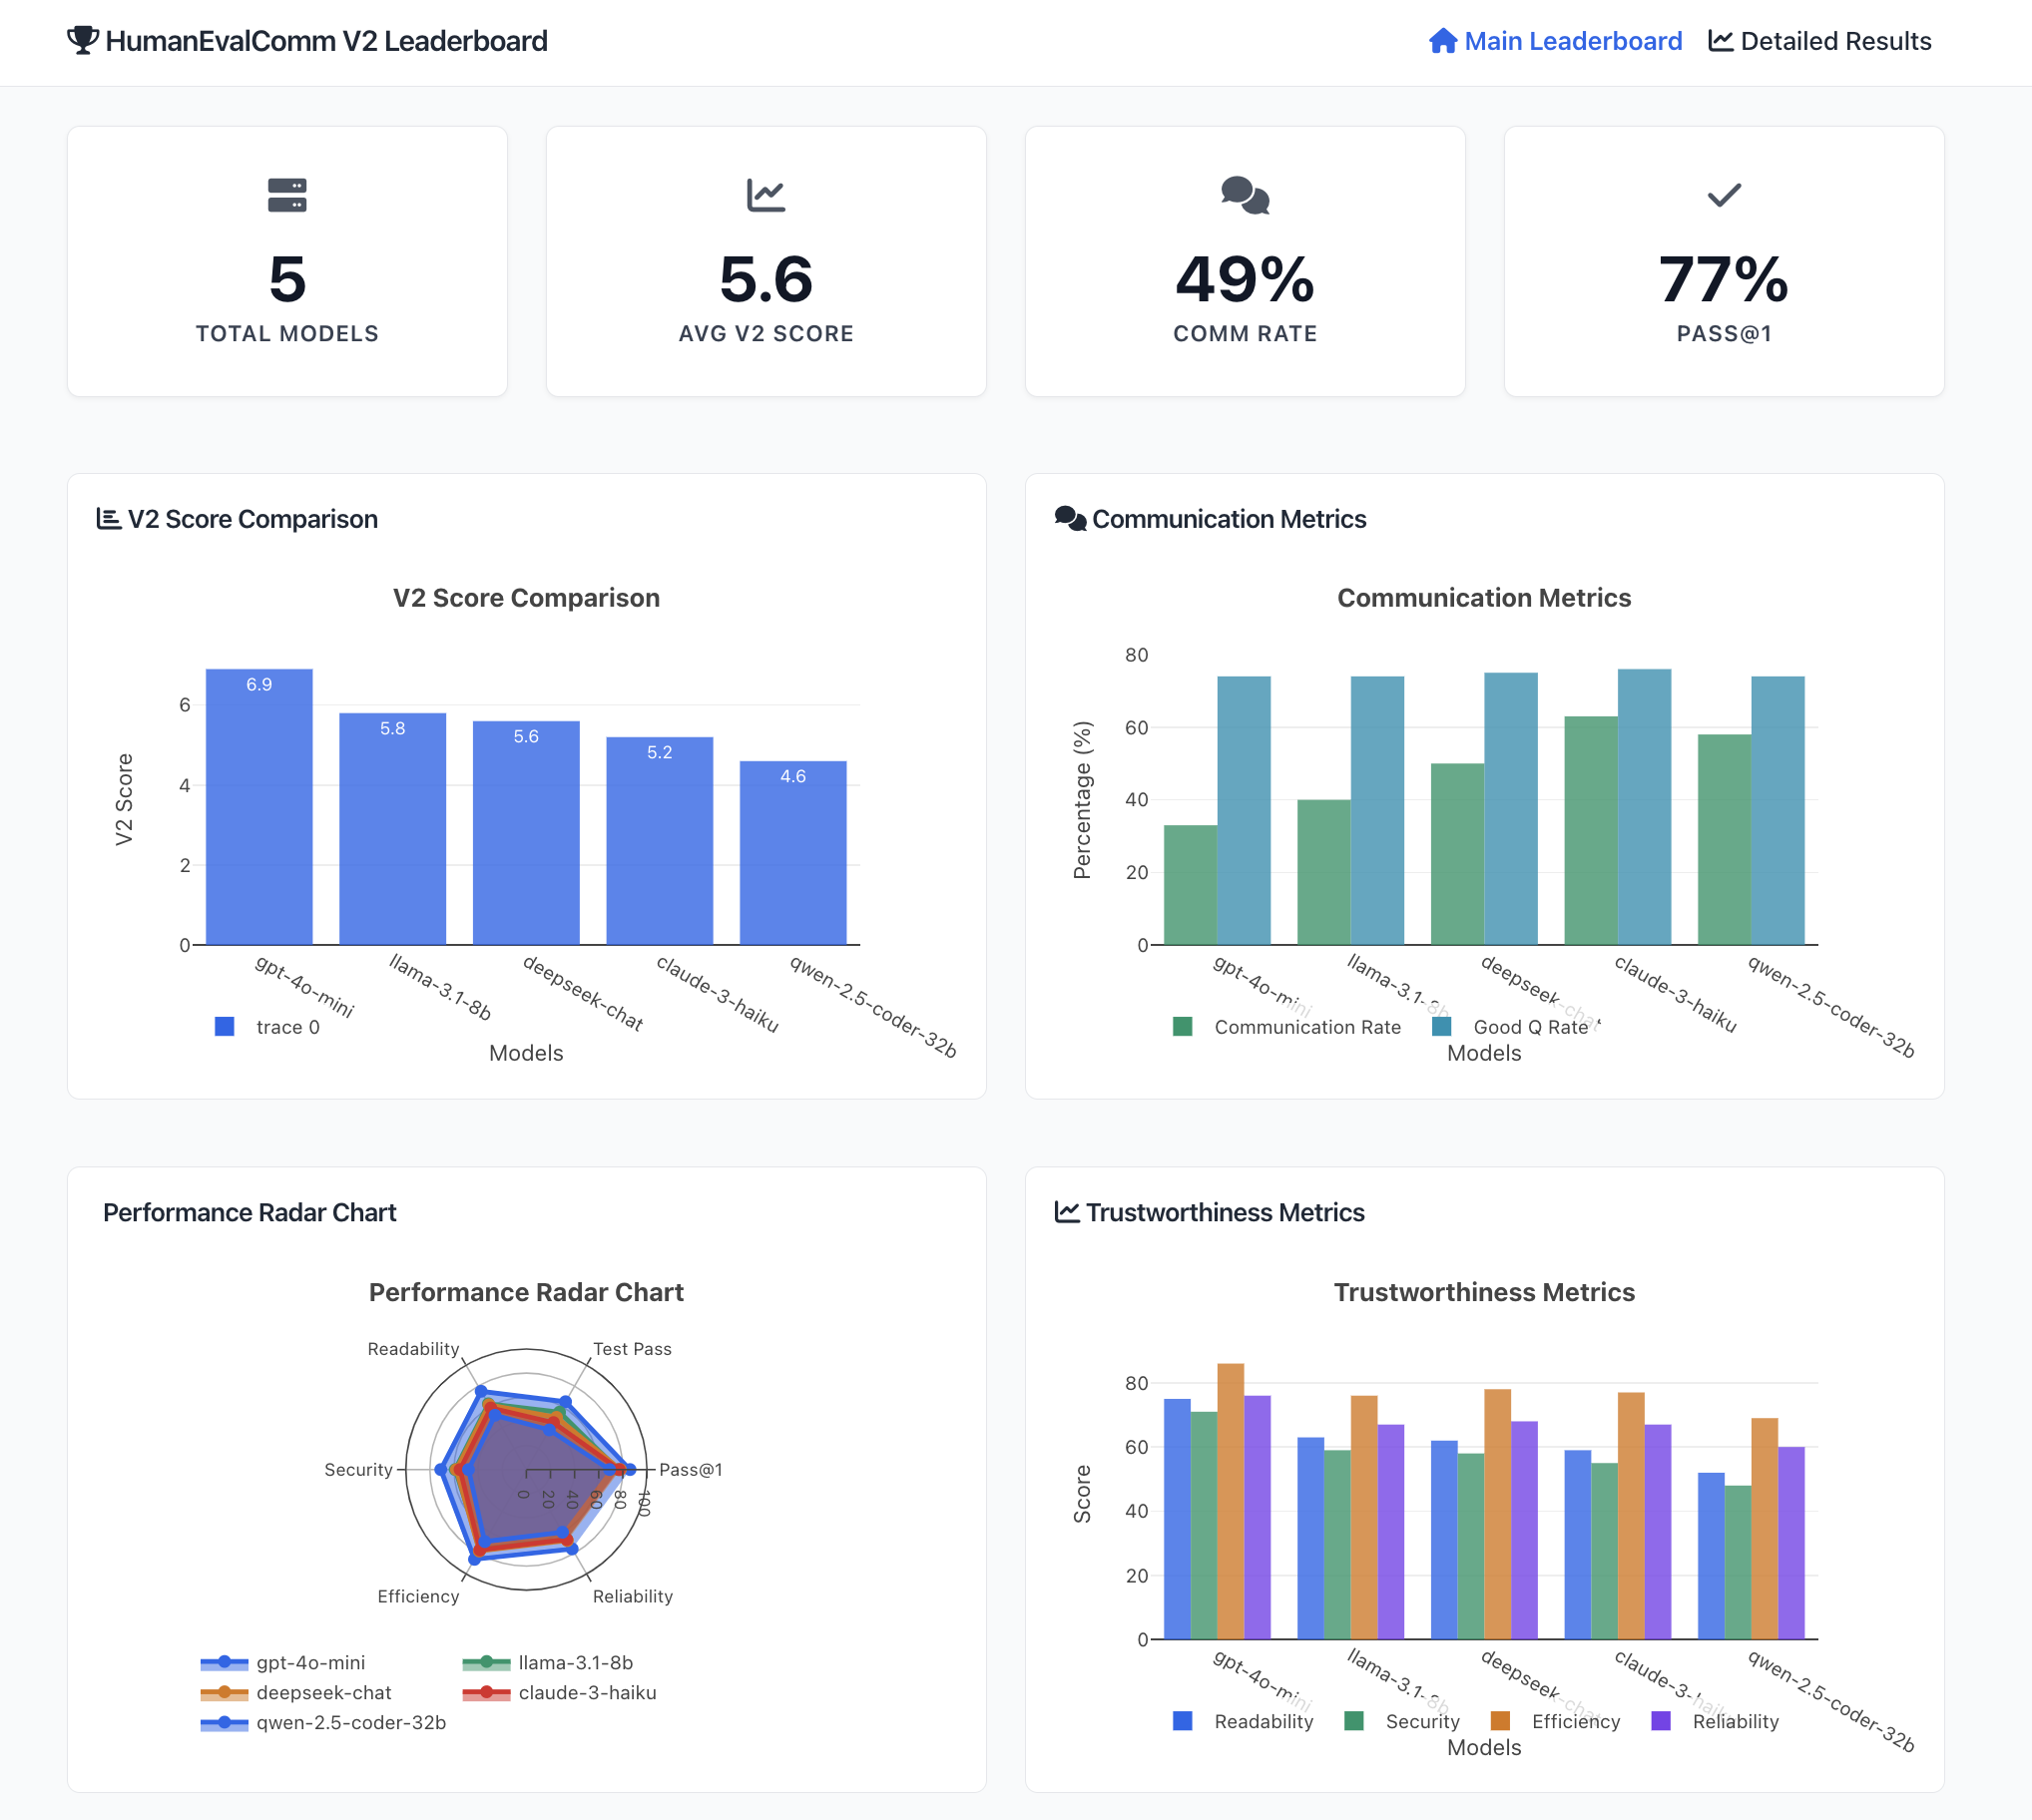 HumanEvalComm V2 Leaderboard
Main Leaderboard
Detailed Results
5
TOTAL MODELS
5.6
AVG V2 SCORE
49%
COMM RATE
77%
PASS@1
V2 Score Comparison
V2 Score Comparison
6.9
5.8
5.6
5.2
4.6
6
4
2
0
V2 Score
gpt-4o-mini
llama-3.1-8b
deepseek-chat
claude-3-haiku
qwen-2.5-coder-32b
trace 0
Models
Communication Metrics
Communication Metrics
80
60
40
20
0
Percentage (%)
gpt-4o-mini
llama-3.1-8b
deepseek-chat
claude-3-haiku
qwen-2.5-coder-32b
Communication Rate
Good Q Rate
Models
Performance Radar Chart
Performance Radar Chart
Readability
Test Pass
Security
Pass@1
0
20
40
60
80
100
Efficiency
Reliability
gpt-4o-mini
llama-3.1-8b
deepseek-chat
claude-3-haiku
qwen-2.5-coder-32b
Trustworthiness Metrics
Trustworthiness Metrics
80
60
40
20
0
Score
gpt-4o-mini
llama-3.1-8b
deepseek-chat
claude-3-haiku
qwen-2.5-coder-32b
Readability
Security
Efficiency
Reliability
Models